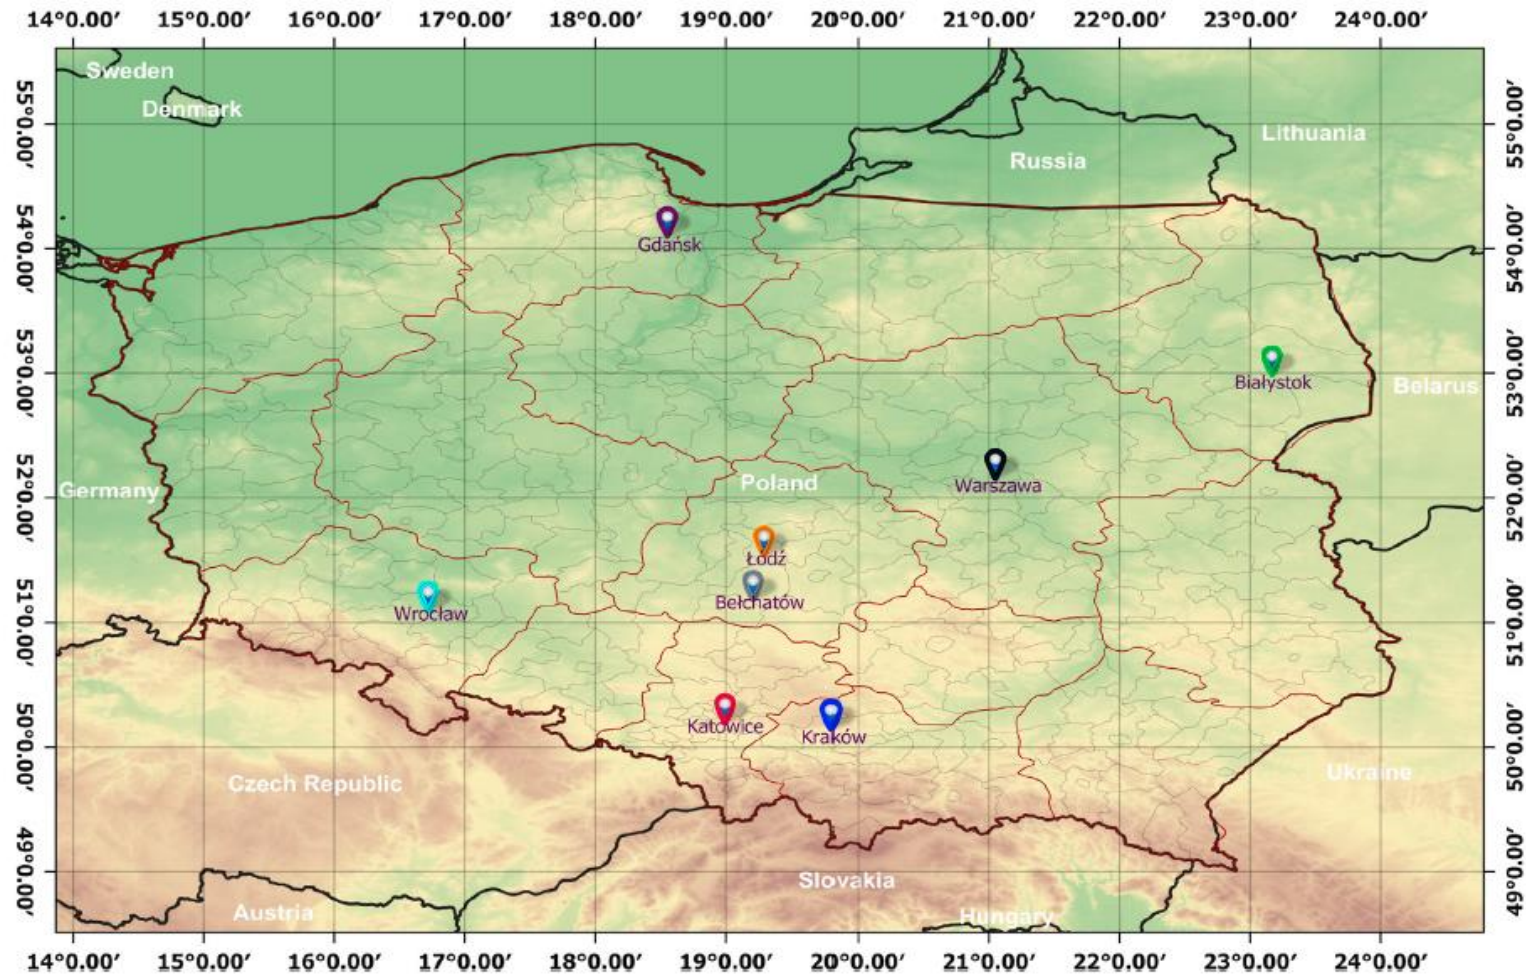 14°0.00′ 15°0.00′ 16°0.00′ 17°0.00′ 18°0.00′ 19°0.00′ 20°0.00′ 21°0.00′ 22°0.00′ 23°0.00′ 24°0.00′
Sweden
Denmark
55°0.00′
55°0.00′
Lithuania
Russia
Gdańsk
54°0.00′
54°0.00′
Białystok
Belarus
53°0.00′
53°0.00′
Germany
Poland
Warszawa
52°0.00′
52°0.00′
Łódź
Bełchatów
Wrocław
51°0.00′
51°0.00′
Katowice
Kraków
50°0.00′
50°0.00′
Czech Republic
Ukraine
49°0.00′
49°0.00′
Slovakia
Austria
Hungary
14°0.00′ 15°0.00′ 16°0.00′ 17°0.00′ 18°0.00′ 19°0.00′ 20°0.00′ 21°0.00′ 22°0.00′ 23°0.00′ 24°0.00′